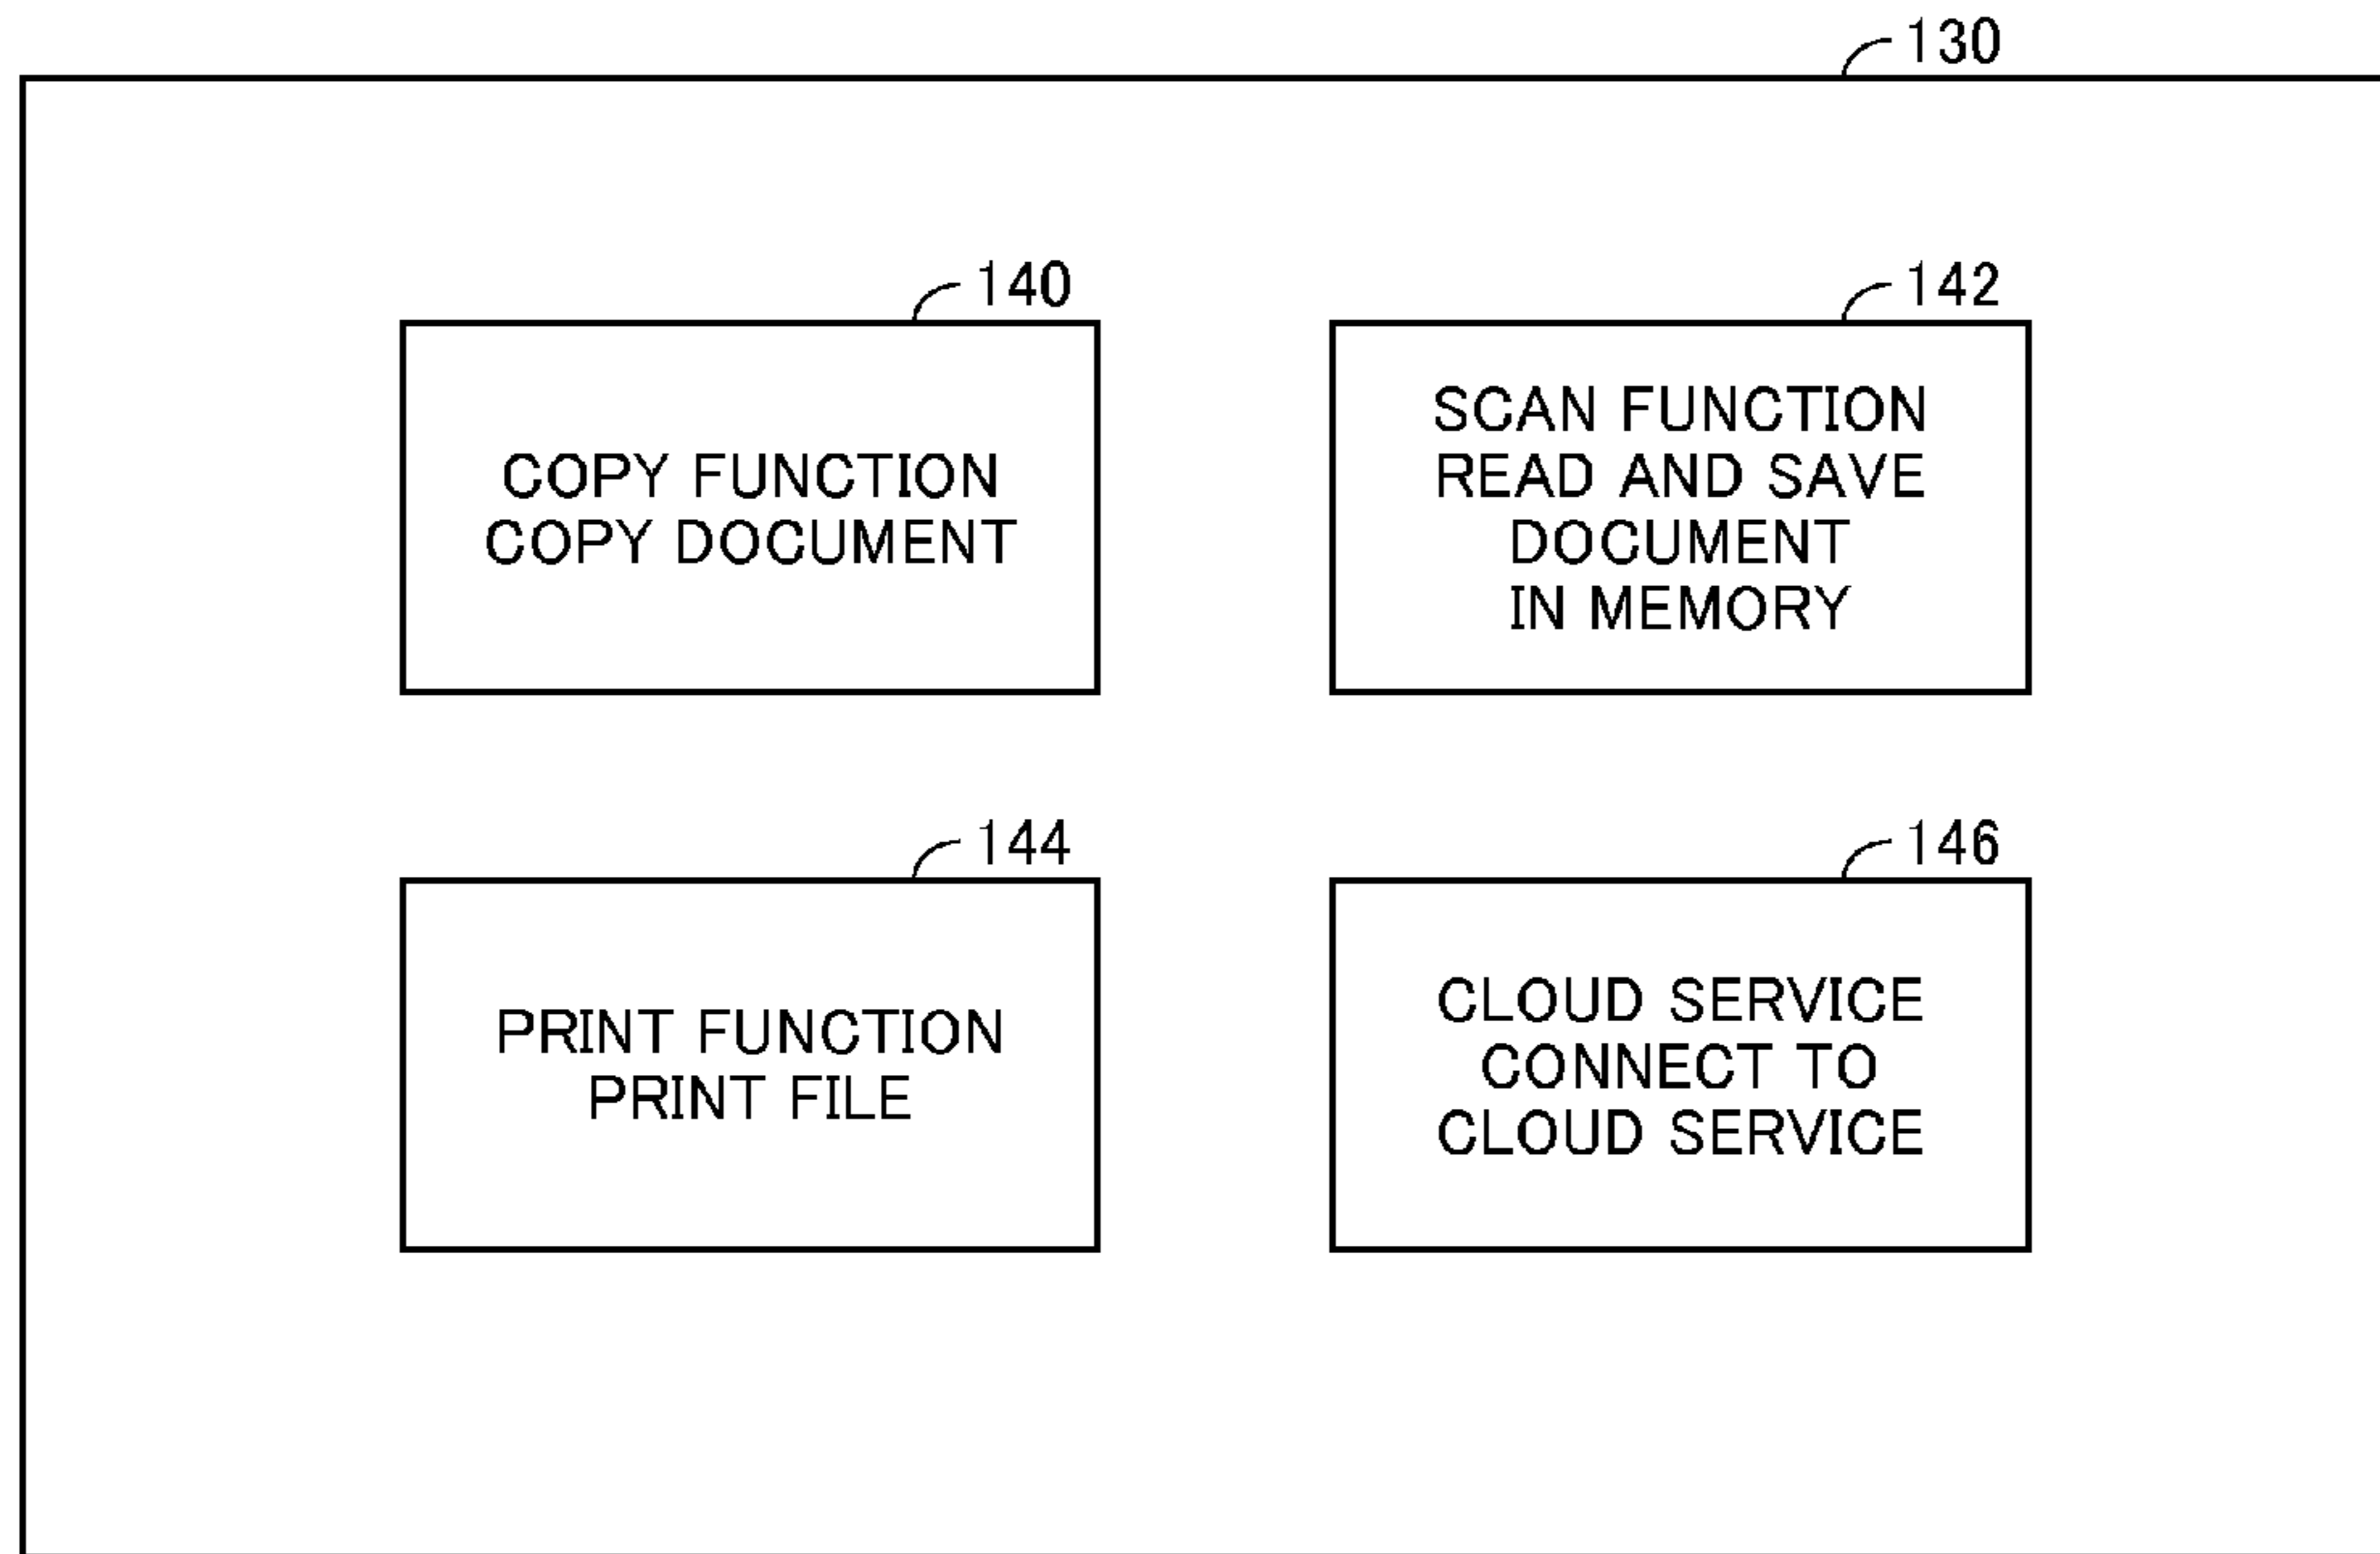 130
140
COPY FUNCTION
COPY DOCUMENT
142
SCAN FUNCTION
READ AND SAVE
DOCUMENT
IN MEMORY
144
PRINT FUNCTION
PRINT FILE
146
CLOUD SERVICE
CONNECT TO
CLOUD SERVICE